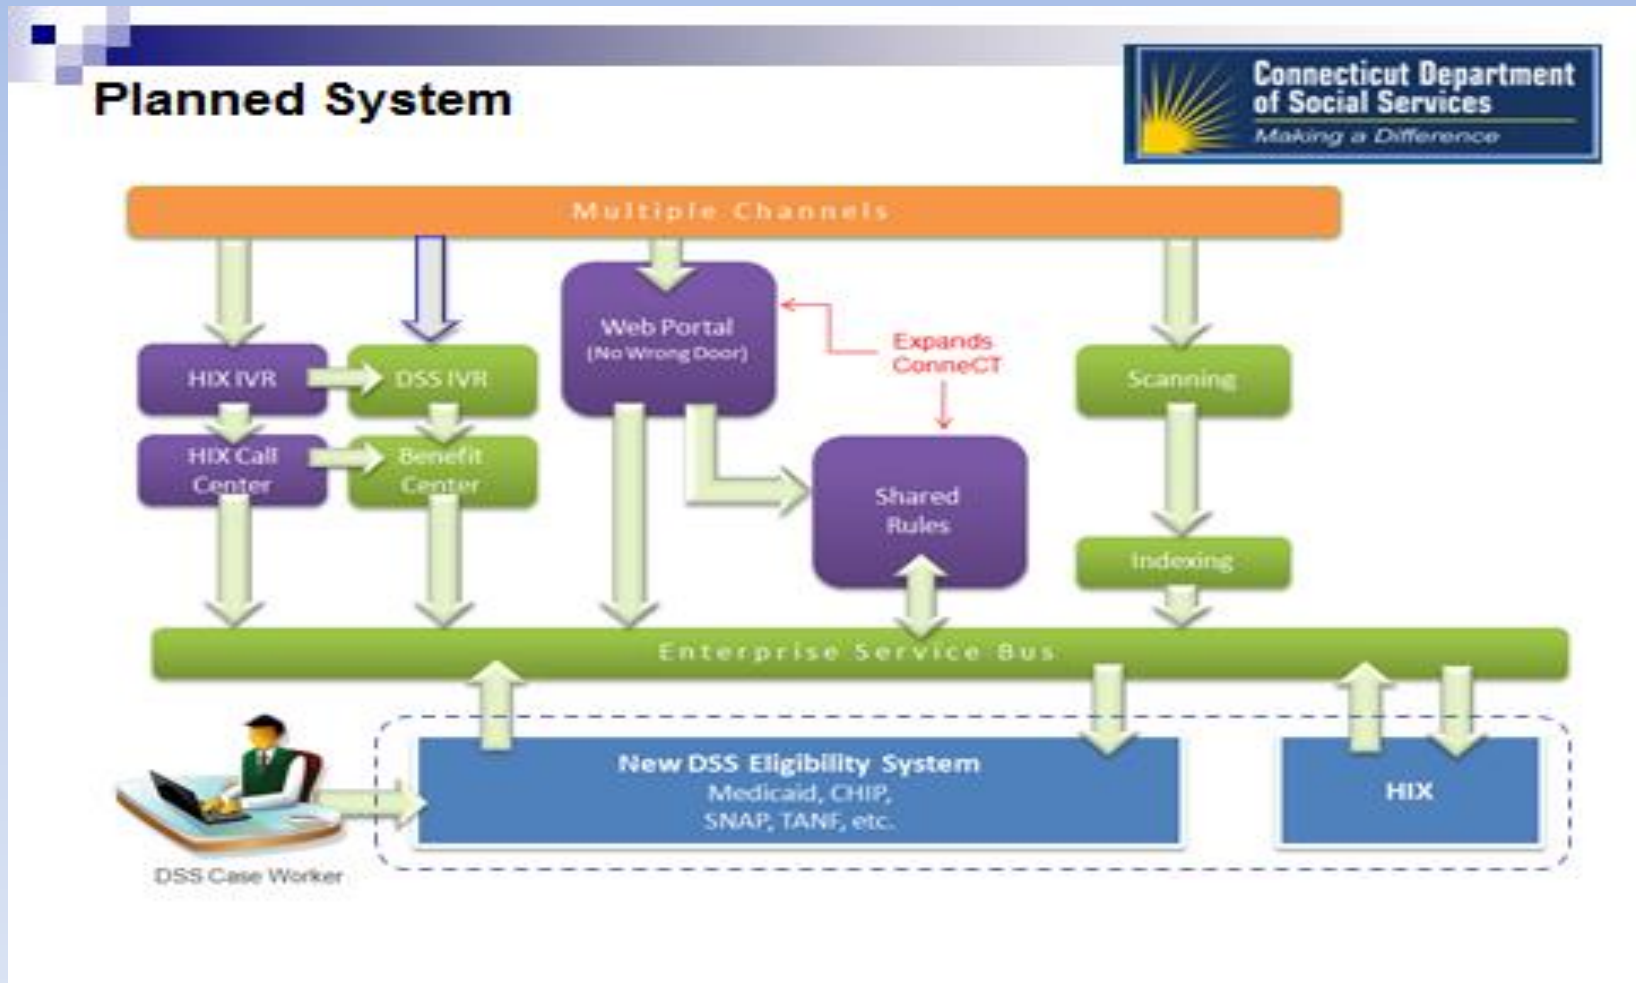 Planned System
Connecticut Department
of Social Services
Making a Difference
Multiple Channels
Web Portal
(No Wrong Door)
Expands
ConneCT
HIX IVR
DSS IVR
Scanning
HIX Call
Center
Benefit
Center
Shared
Rules
Indexing
Enterprise Service Bus
New DSS Eligibility System
Medicaid, CHIP,
SNAP, TANF, etc.
HIX
DSS Case Worker